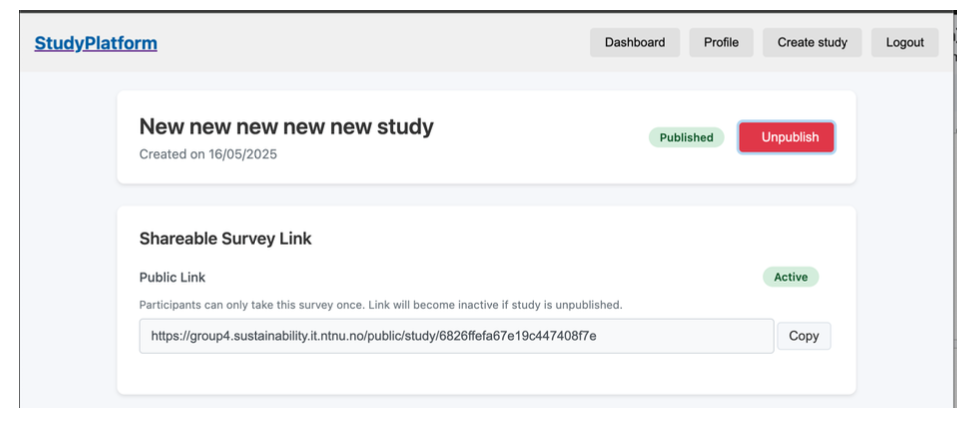 StudyPlatform
Dashboard
Profile
Create study
Logout
New new new new new study
Created on 16/05/2025
Published
Unpublish
Shareable Survey Link
Public Link
Active
Participants can only take this survey once. Link will become inactive if study is unpublished.
https://group4.sustainability.it.ntnu.no/public/study/6826ffefa67e19c447408f7e
Copy